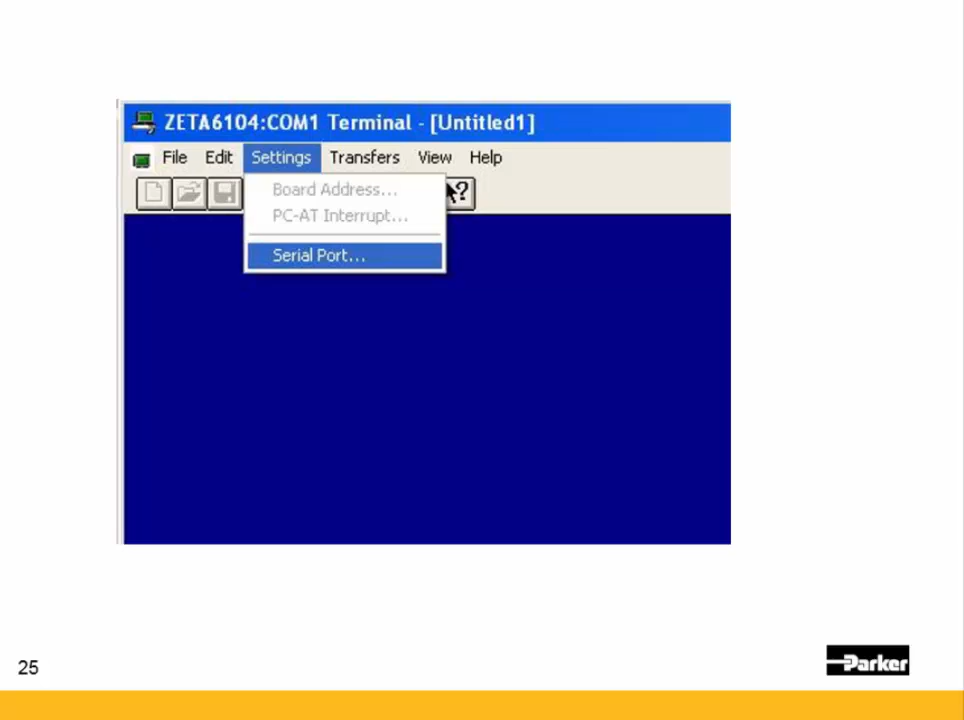 ZETA6104:COM1 Terminal - [Untitled1]
File Edit Settings Transfers View Help
Board Address...
PC-AT Interrupt...
Serial Port...
25
Parker